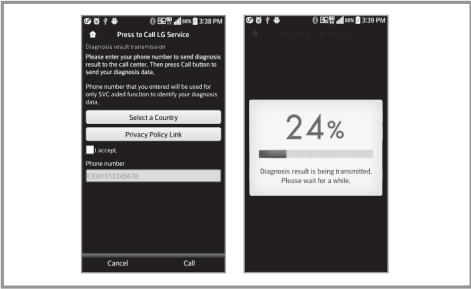 88% 3:38 PM
Press to Call LG Service
Diagnosis result transmission
Please enter your phone number to send diagnosis
result to the call center. Then press Call button to
send your diagnosis data.
Phone number that you entered will be used for
only SVC aided function to identify your diagnosis
data.
Select a Country
Privacy Policy Link
I accept.
Phone number
Cancel Call
88% 3:39 PM
24%
Diagnosis result is being transmitted.
Please wait for a while.